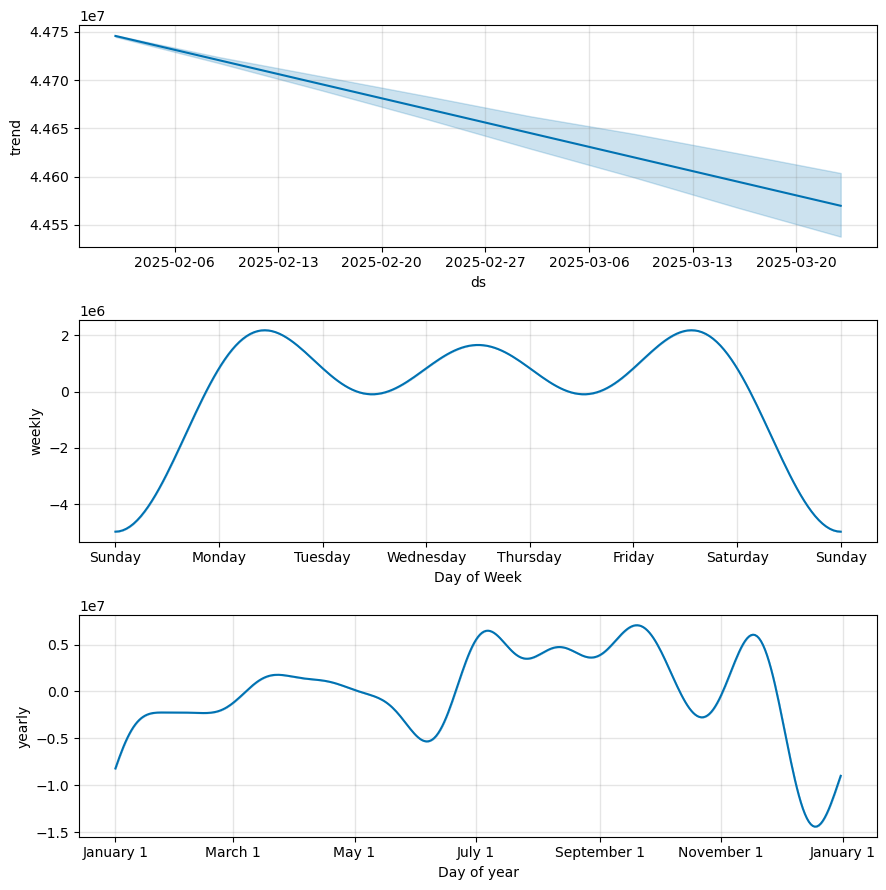 1e7
4.475
4.470
4.465
4.460
4.455
trend
2025-02-06 2025-02-13 2025-02-20 2025-02-27 2025-03-06 2025-03-13 2025-03-20
ds
1e6
2
0
−2
−4
weekly
Sunday Monday Tuesday Wednesday Thursday Friday Saturday Sunday
Day of Week
1e7
0.5
0.0
−0.5
−1.0
−1.5
yearly
January 1 March 1 May 1 July 1 September 1 November 1 January 1
Day of year